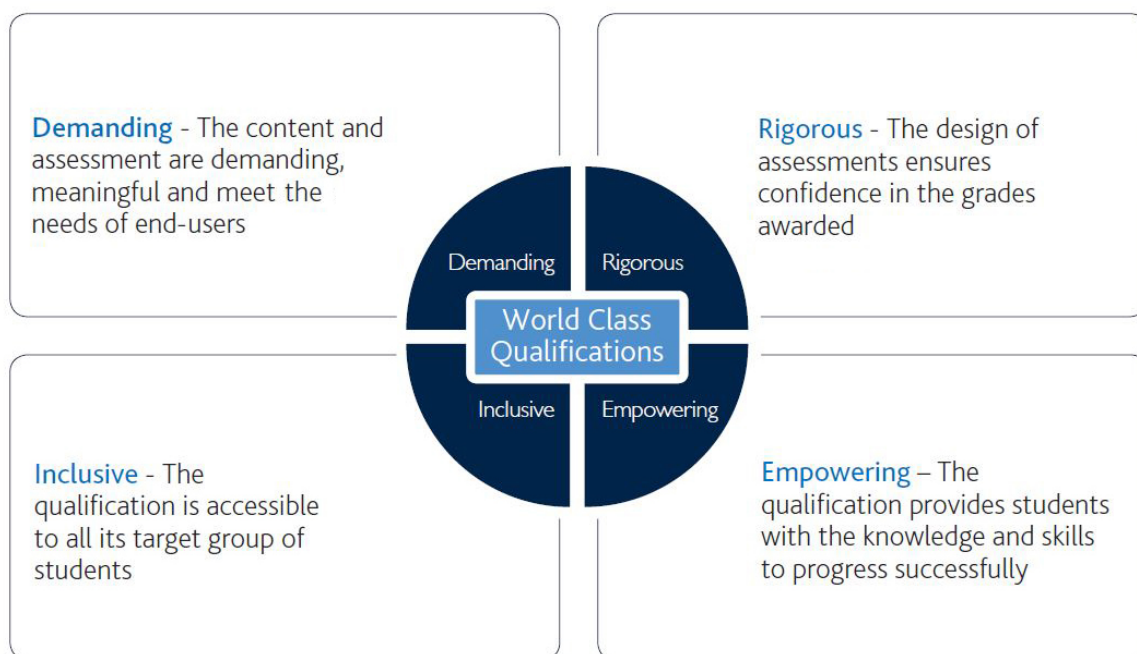 Demanding - The content and
assessment are demanding,
meaningful and meet the
needs of end-users
Rigorous - The design of
assessments ensures
confidence in the grades
awarded
Demanding
Rigorous
World Class
Qualifications
Inclusive
Empowering
Inclusive - The
qualification is accessible
to all its target group of
students
Empowering – The
qualification provides students
with the knowledge and skills
to progress successfully